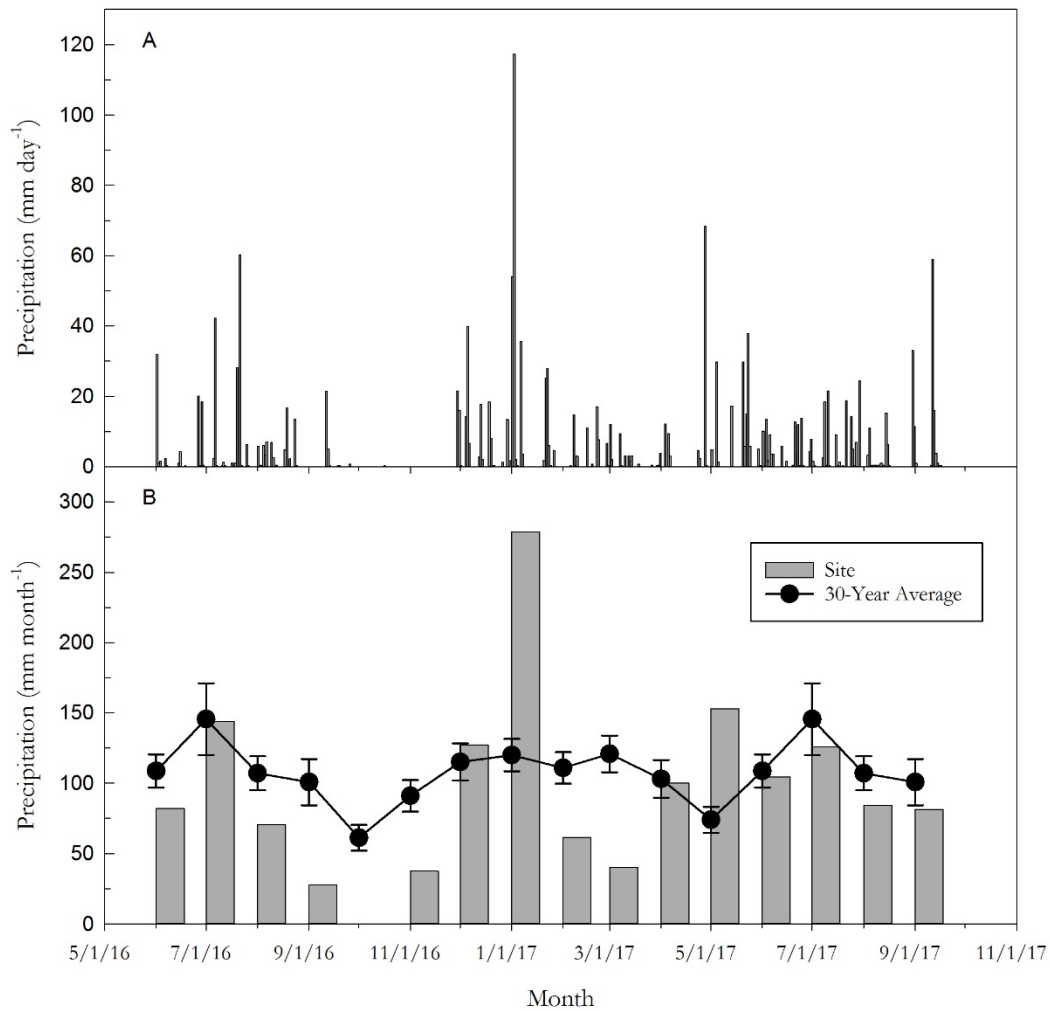 A
120
100
80
60
40
20
0
Precipitation (mm day-1)
B
300
250
200
150
100
50
0
Precipitation (mm month-1)
Site
30-Year Average
5/1/16 7/1/16 9/1/16 11/1/16 1/1/17 3/1/17 5/1/17 7/1/17 9/1/17 11/1/17
Month